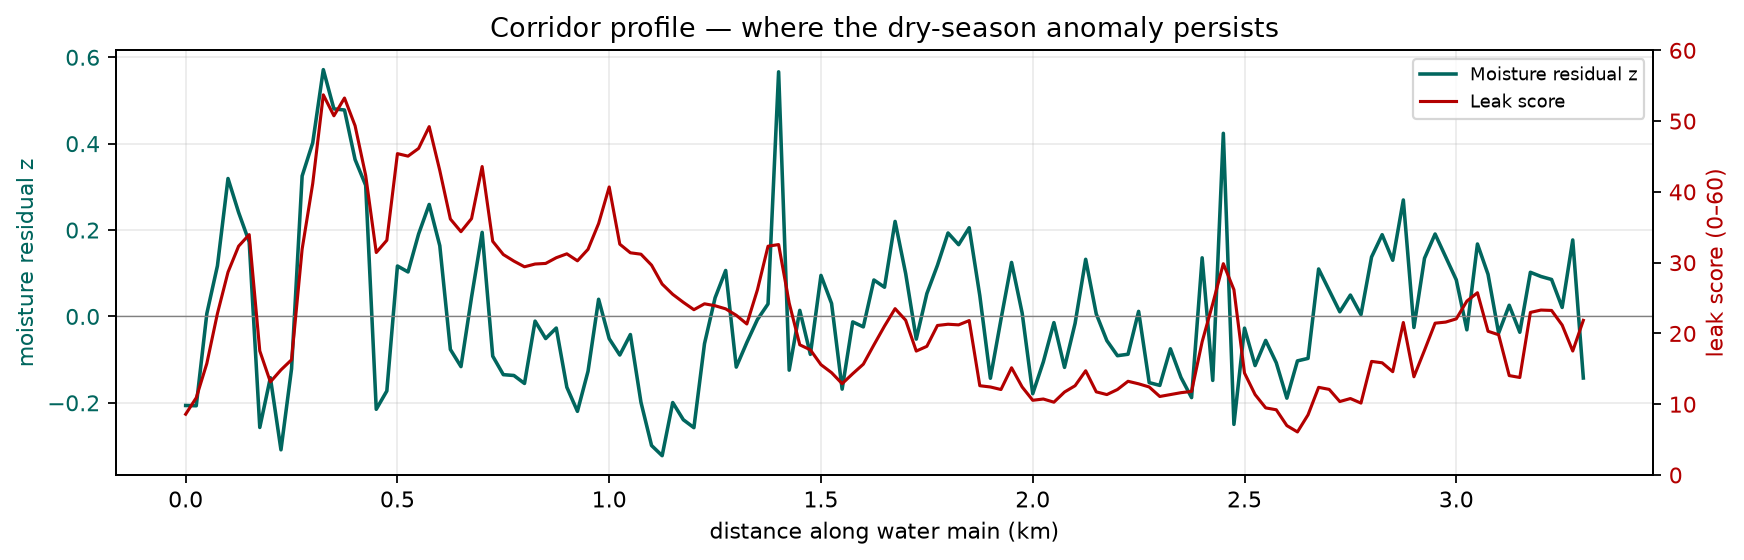 Corridor profile — where the dry-season anomaly persists
Moisture residual z
Leak score
moisture residual z
0.6
0.4
0.2
0.0
−0.2
leak score (0–60)
60
50
40
30
20
10
0
0.0 0.5 1.0 1.5 2.0 2.5 3.0
distance along water main (km)